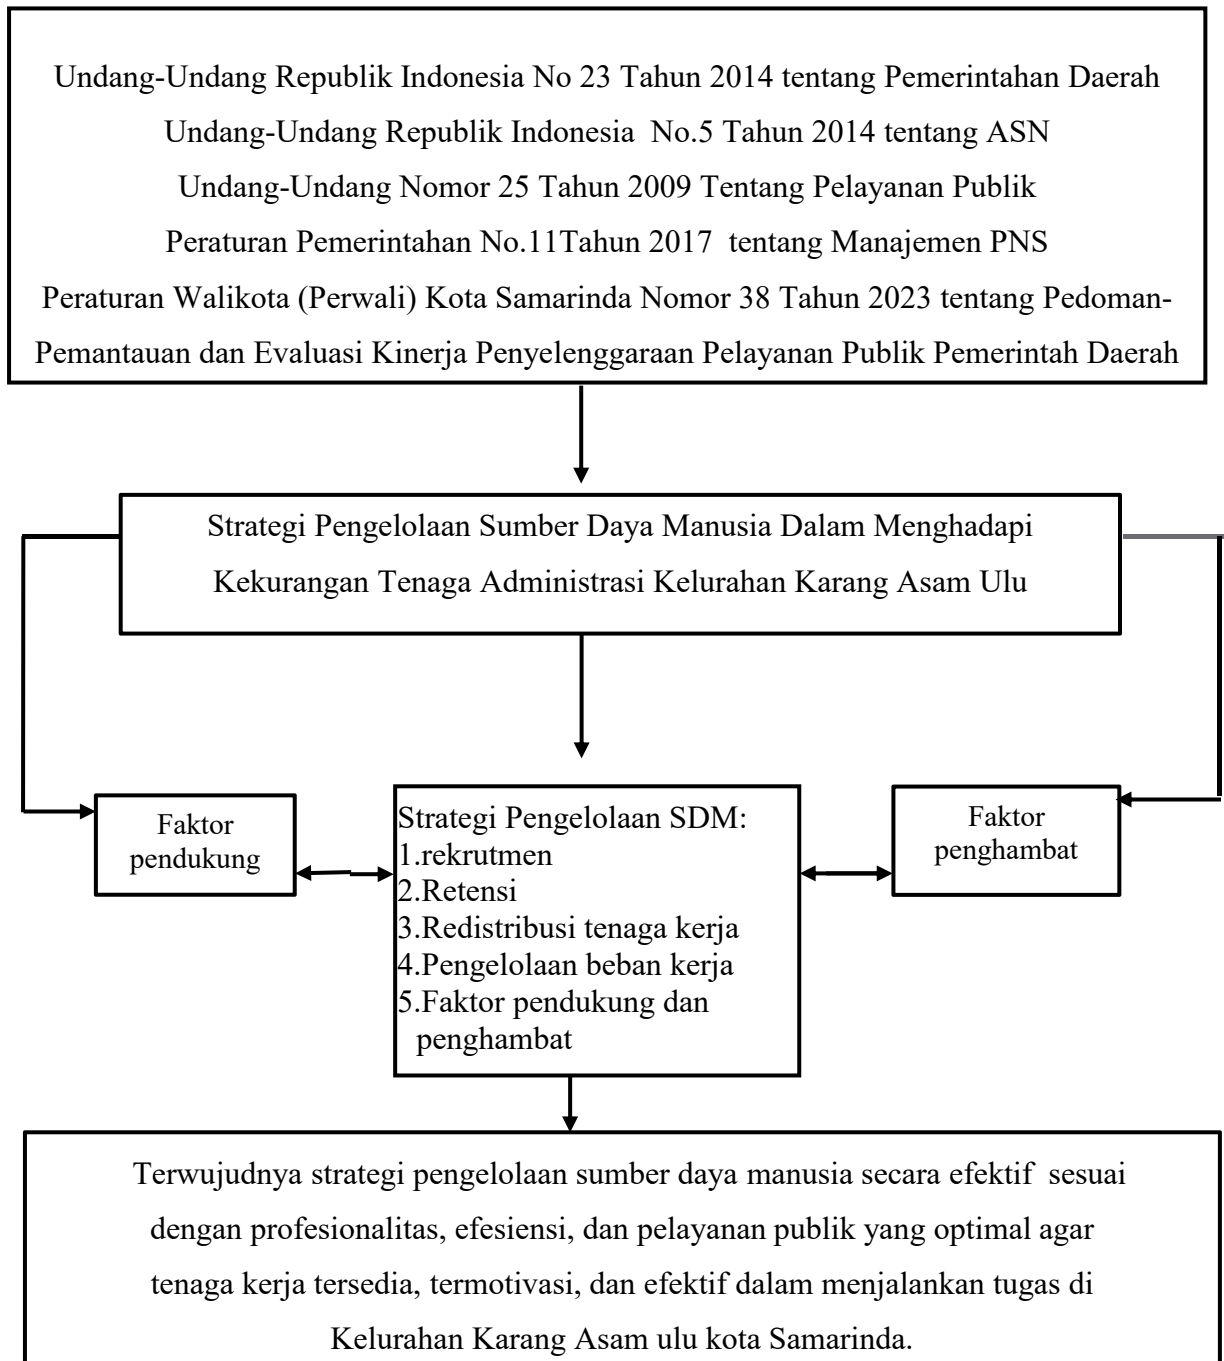 Undang-Undang Republik Indonesia No 23 Tahun 2014 tentang Pemerintahan Daerah
Undang-Undang Republik Indonesia  No.5 Tahun 2014 tentang ASN
Undang-Undang Nomor 25 Tahun 2009 Tentang Pelayanan Publik
Peraturan Pemerintahan No.11Tahun 2017  tentang Manajemen PNS
Peraturan Walikota (Perwali) Kota Samarinda Nomor 38 Tahun 2023 tentang Pedoman-
Pemantauan dan Evaluasi Kinerja Penyelenggaraan Pelayanan Publik Pemerintah Daerah
Strategi Pengelolaan Sumber Daya Manusia Dalam Menghadapi
Kekurangan Tenaga Administrasi Kelurahan Karang Asam Ulu
Faktor
pendukung
Strategi Pengelolaan SDM:
1.rekrutmen
2.Retensi
3.Redistribusi tenaga kerja
4.Pengelolaan beban kerja
5.Faktor pendukung dan
penghambat
Faktor
penghambat
Terwujudnya strategi pengelolaan sumber daya manusia secara efektif  sesuai
dengan profesionalitas, efesiensi, dan pelayanan publik yang optimal agar
tenaga kerja tersedia, termotivasi, dan efektif dalam menjalankan tugas di
Kelurahan Karang Asam ulu kota Samarinda.